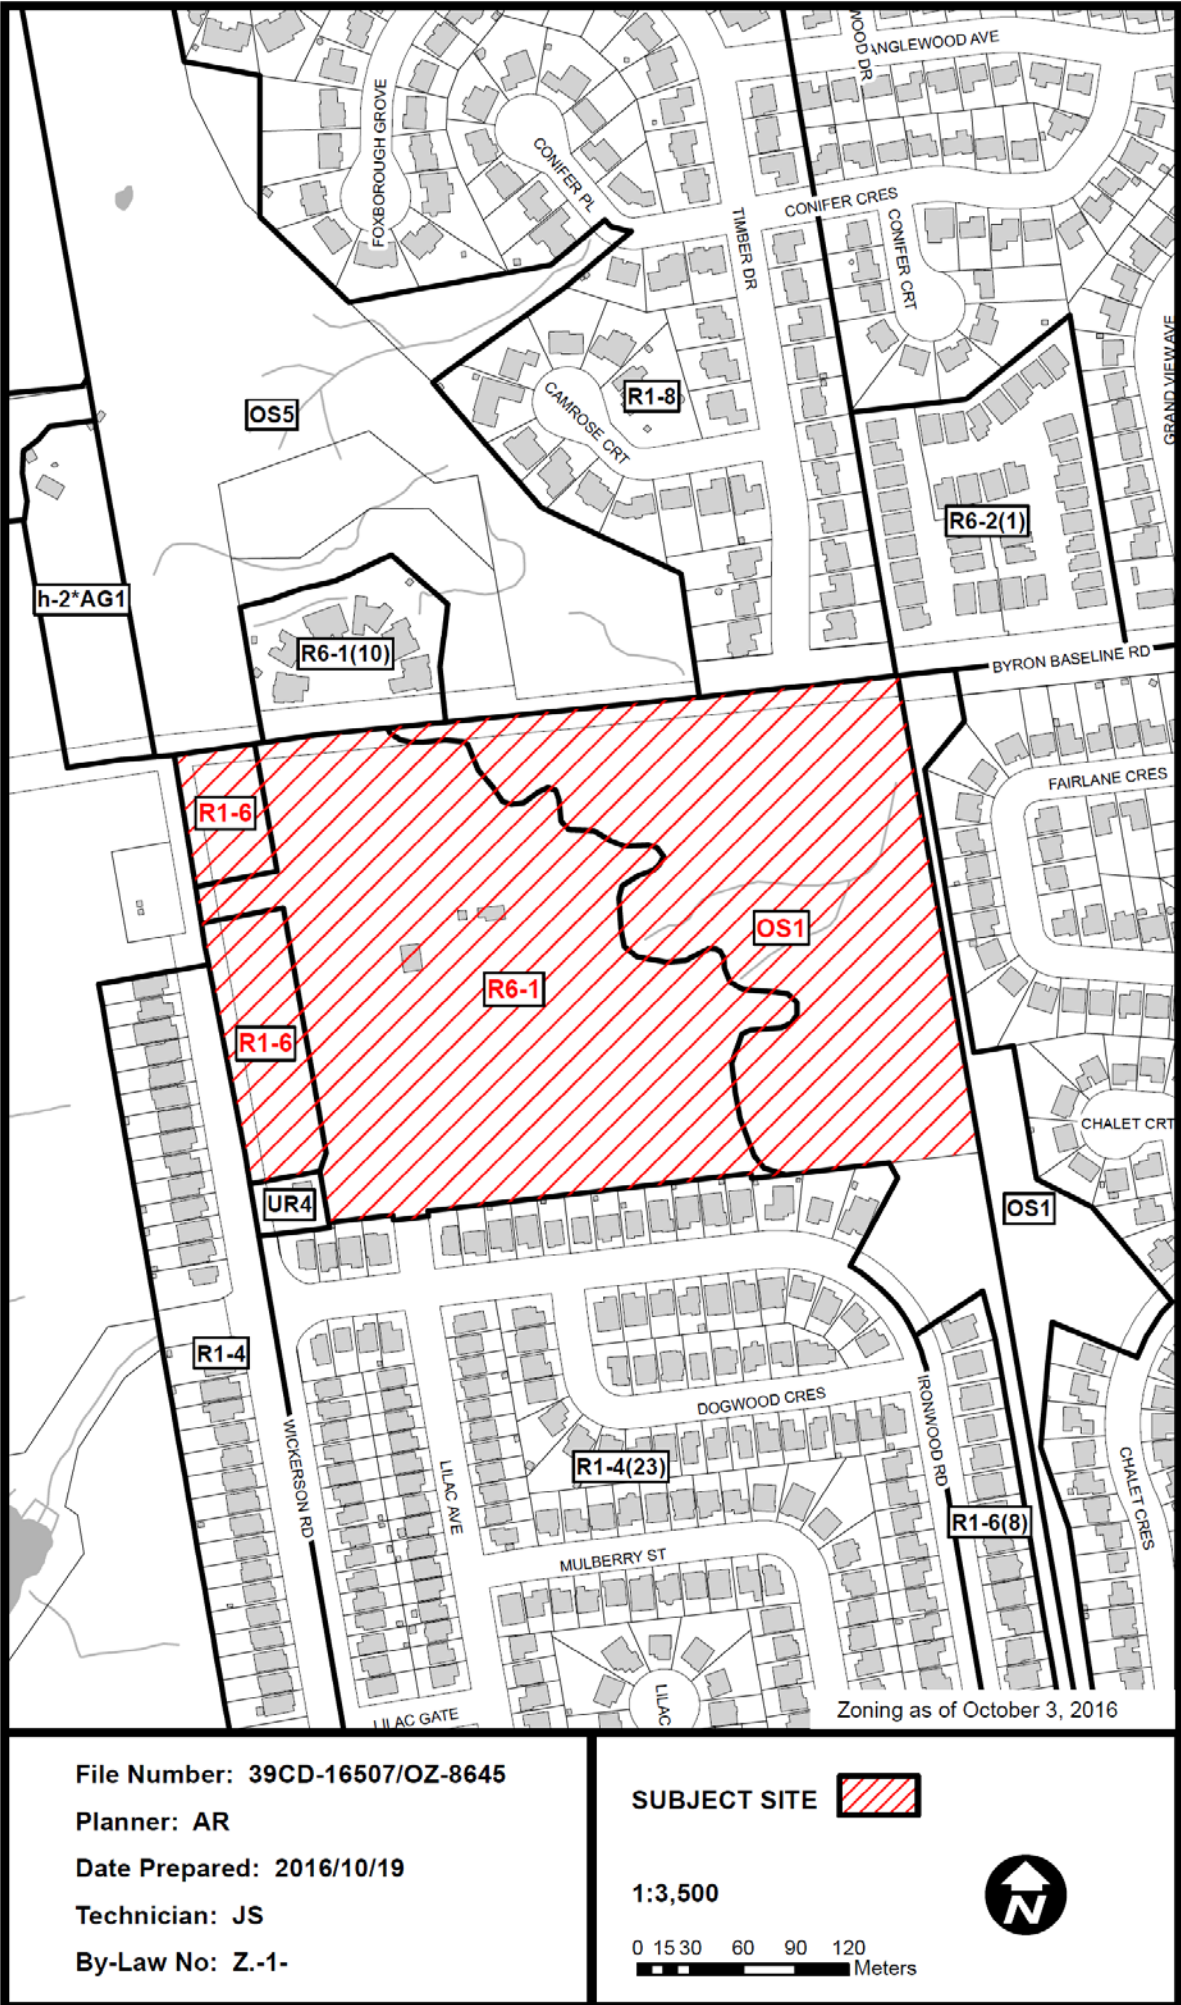 WOOD DR
ANGLEWOOD AVE
FOXBOROUGH GROVE
CONIFER PL
CONIFER CRES
TIMBER DR
CONIFER CRT
GRAND VIEW AVE
OS5
R1-8
CAMROSE CRT
R6-2(1)
h-2*AG1
R6-1(10)
BYRON BASELINE RD
FAIRLANE CRES
R1-6
OS1
R6-1
R1-6
CHALET CRT
UR4
OS1
R1-4
DOGWOOD CRES
IRONWOOD RD
WICKERSON RD
LILAC AVE
R1-4(23)
CHALET CRES
R1-6(8)
MULBERRY ST
LILAC
LILAC GATE
Zoning as of October 3, 2016
File Number: 39CD-16507/OZ-8645
Planner: AR
Date Prepared: 2016/10/19
Technician: JS
By-Law No: Z.-1-
SUBJECT SITE
1:3,500
N
0 15 30 60 90 120
Meters